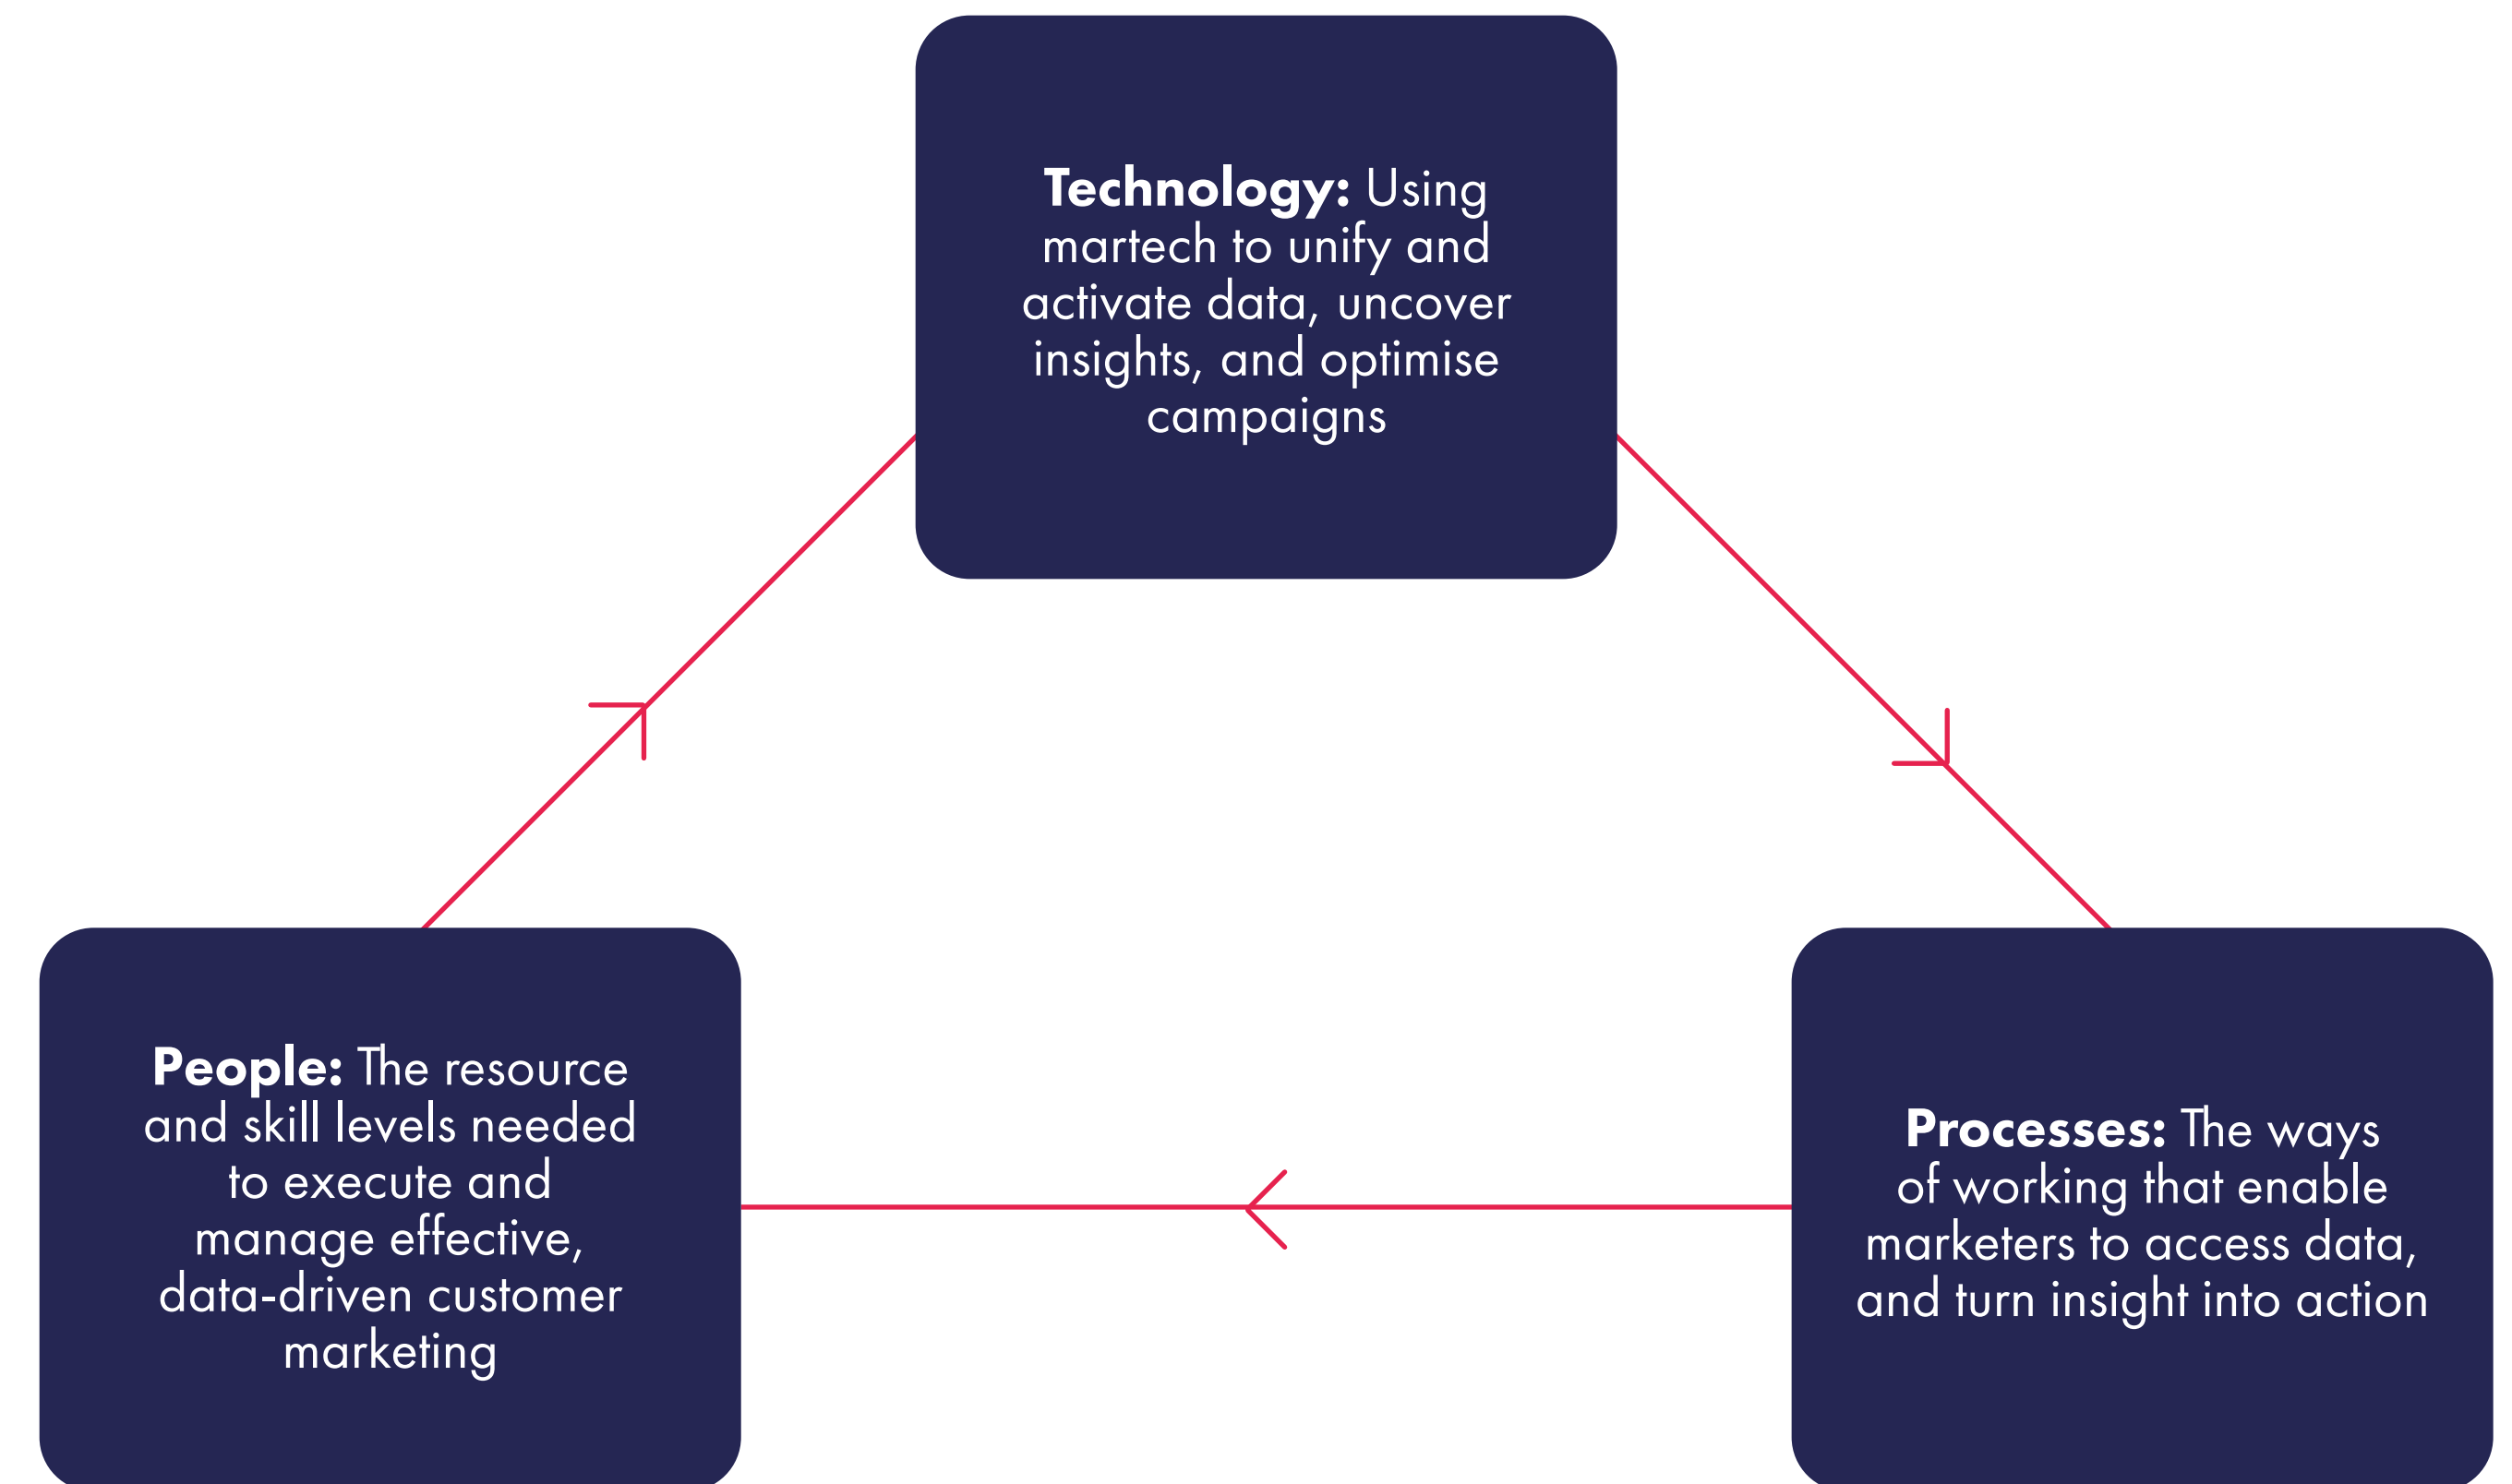 Technology: Using
martech to unify and
activate data, uncover
insights, and optimise
campaigns
People: The resource
and skill levels needed
to execute and
manage effective,
data-driven customer
marketing
Processes: The ways
of working that enable
marketers to access data,
and turn insight into action